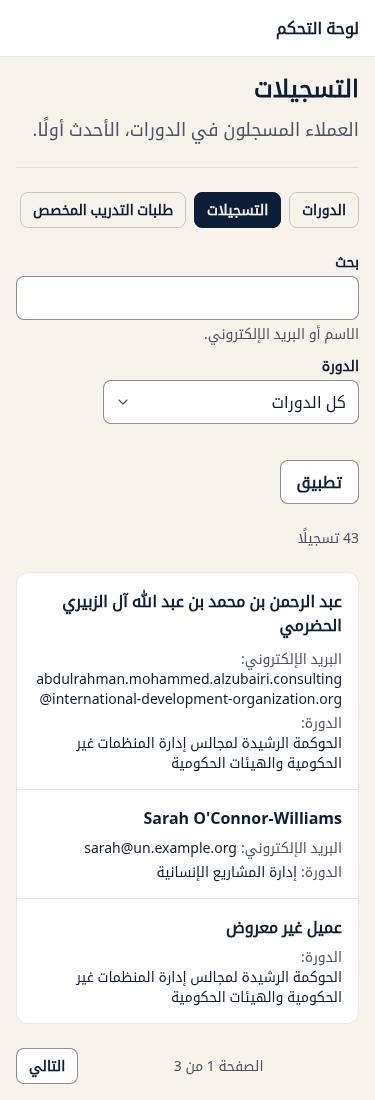 لوحة التحكم
التسجيلات
العملاء المسجلون في الدورات، الأحدث أولًا.
الدورات
التسجيلات
طلبات التدريب المخصص
بحث
الاسم أو البريد الإلكتروني.
الدورة
كل الدورات
تطبيق
43 تسجيلًا
عبد الرحمن بن محمد بن عبد الله آل الزبيري
الحضرمي
البريد الإلكتروني:
abdulrahman.mohammed.alzubairi.consulting
@international-development-organization.org
الدورة:
الحوكمة الرشيدة لمجالس إدارة المنظمات غير
الحكومية والهيئات الحكومية
Sarah O'Connor-Williams
البريد الإلكتروني: sarah@un.example.org
الدورة: إدارة المشاريع الإنسانية
عميل غير معروض
الدورة:
الحوكمة الرشيدة لمجالس إدارة المنظمات غير
الحكومية والهيئات الحكومية
الصفحة 1 من 3
التالي